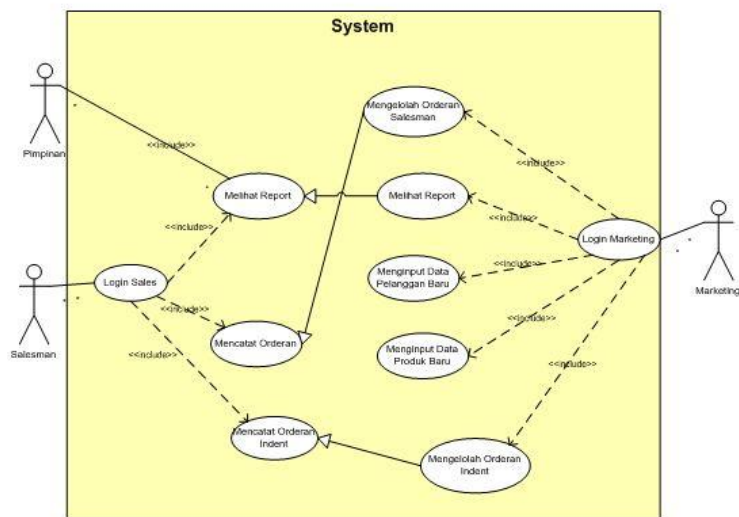 System
Pimpinan
<<include>>
Mengelolah Orderan
Salesman
<<include>>
Melihat Report
Melihat Report
<<include>>
Login Marketing
Marketing
<<include>>
Login Sales
Salesman
<<include>>
<<include>>
Menginput Data
Pelanggan Baru
<<include>>
<<include>>
Mencatat Orderan
Menginput Data
Produk Baru
<<include>>
<<include>>
Mencatat Orderan
Indent
Mengelolah Orderan
Indent